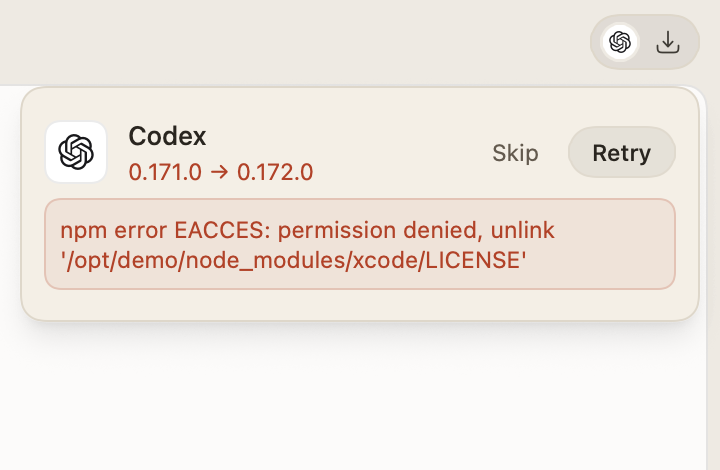 Codex
0.171.0 → 0.172.0
Skip
Retry
npm error EACCES: permission denied, unlink
'/opt/demo/node_modules/xcode/LICENSE'